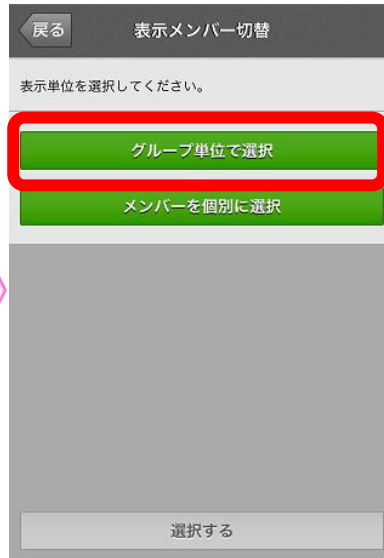 戻る 表示メンバー切替
表示単位を選択してください。
グループ単位で選択
メンバーを個別に選択
選択する